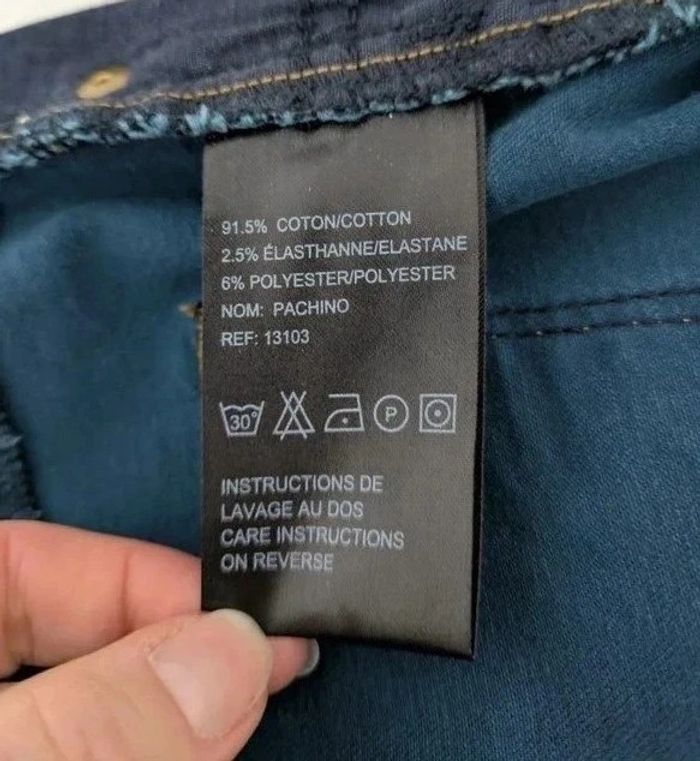 91.5% COTON/COTTON
2.5% ÉLASTHANNE/ELASTANE
6% POLYESTER/POLYESTER
NOM: PACHINO
REF: 13103
30° P
INSTRUCTIONS DE
LAVAGE AU DOS
CARE INSTRUCTIONS
ON REVERSE